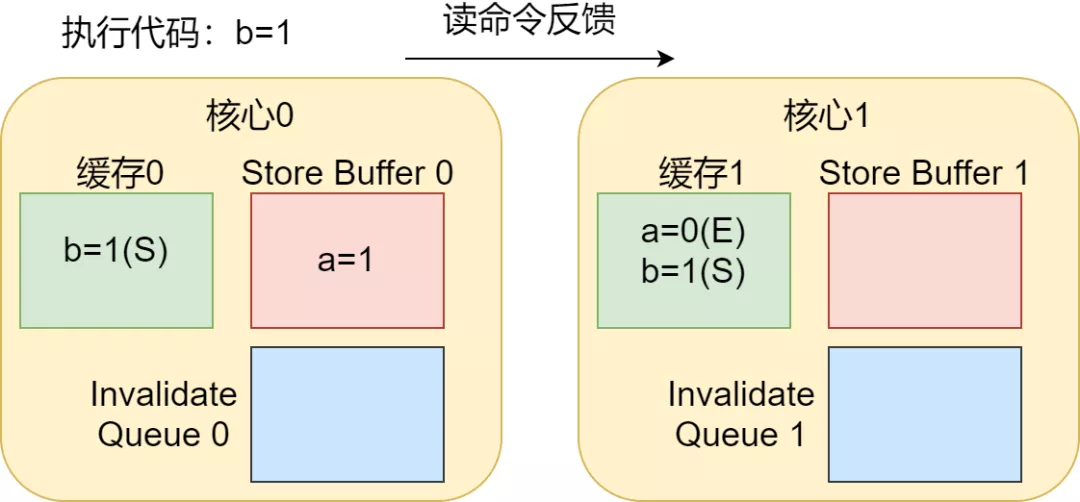 执行代码：b=1
读命令反馈
核心0
缓存0
Store Buffer 0
b=1(S)
a=1
Invalidate
Queue 0
核心1
缓存1
Store Buffer 1
a=0(E)
b=1(S)
Invalidate
Queue 1